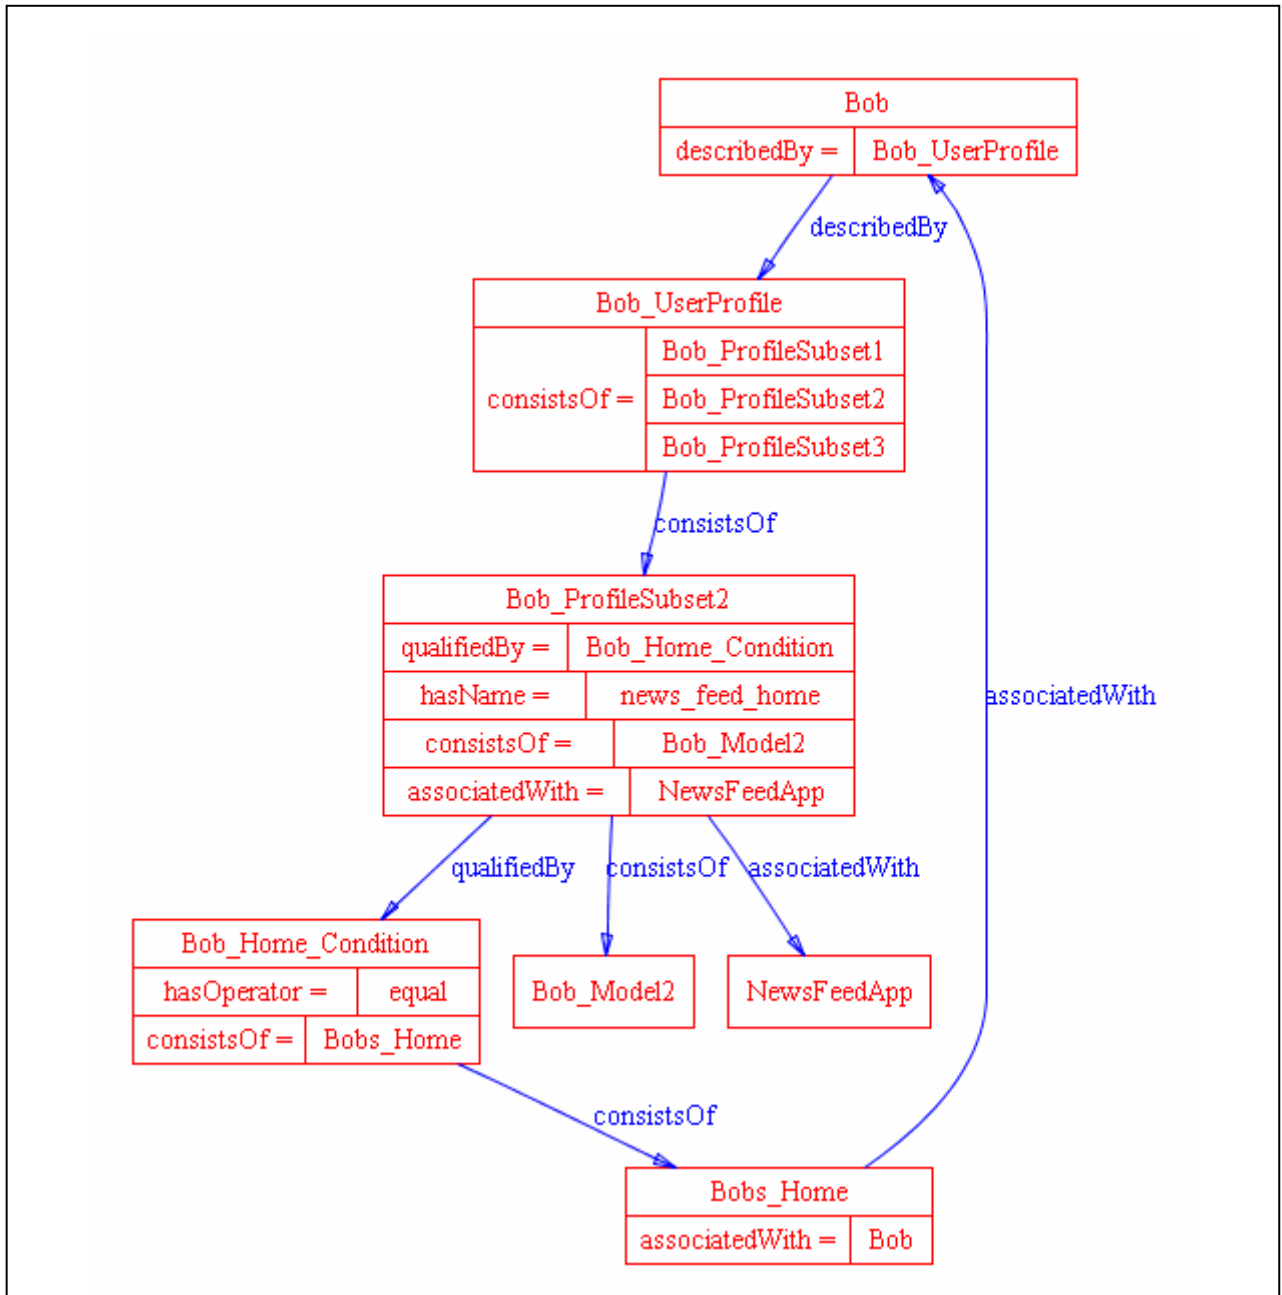 Bob
describedBy = Bob_UserProfile
describedBy
Bob_UserProfile
consistsOf =
Bob_ProfileSubset1
Bob_ProfileSubset2
Bob_ProfileSubset3
consistsOf
Bob_ProfileSubset2
qualifiedBy = Bob_Home_Condition
hasName = news_feed_home
consistsOf = Bob_Model2
associatedWith = NewsFeedApp
associatedWith
qualifiedBy consistsOf associatedWith
Bob_Home_Condition
hasOperator = equal
consistsOf = Bobs_Home
Bob_Model2
NewsFeedApp
consistsOf
Bobs_Home
associatedWith = Bob